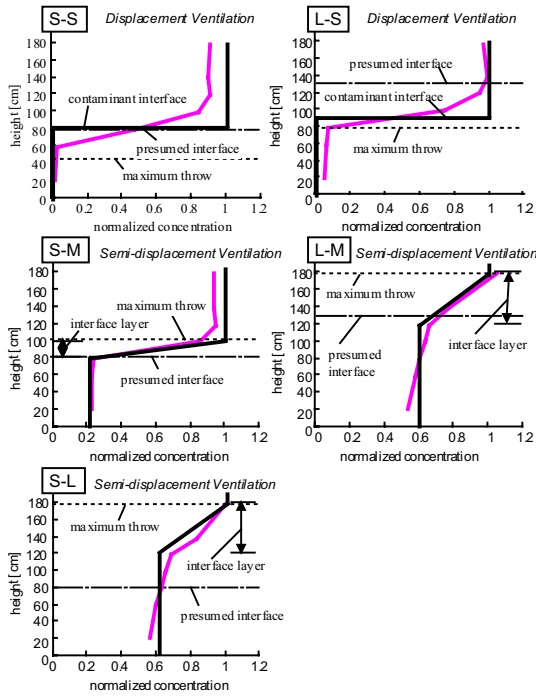 S-S Displacement Ventilation
180
160
140
120
100
80
60
40
20
0
height [cm]
contaminant interface
presumed interface
maximum throw
0 0.2 0.4 0.6 0.8 1 1.2
normalized concentration
L-S Displacement Ventilation
180
160
140
120
100
80
60
40
20
0
height [cm]
presumed interface
contaminant interface
maximum throw
0 0.2 0.4 0.6 0.8 1 1.2
normalized concentration
S-M Semi-displacement Ventilation
180
160
140
120
100
80
60
40
20
0
height [cm]
maximum throw
interface layer
presumed interface
0 0.2 0.4 0.6 0.8 1 1.2
normalized concentration
L-M Semi-displacement Ventilation
180
160
140
120
100
80
60
40
20
0
height [cm]
maximum throw
interface layer
presumed
interface
0 0.2 0.4 0.6 0.8 1 1.2
normalized concentration
S-L Semi-displacement Ventilation
180
160
140
120
100
80
60
40
20
0
height [cm]
maximum throw
interface layer
presumed interface
0 0.2 0.4 0.6 0.8 1 1.2
normalized concentration